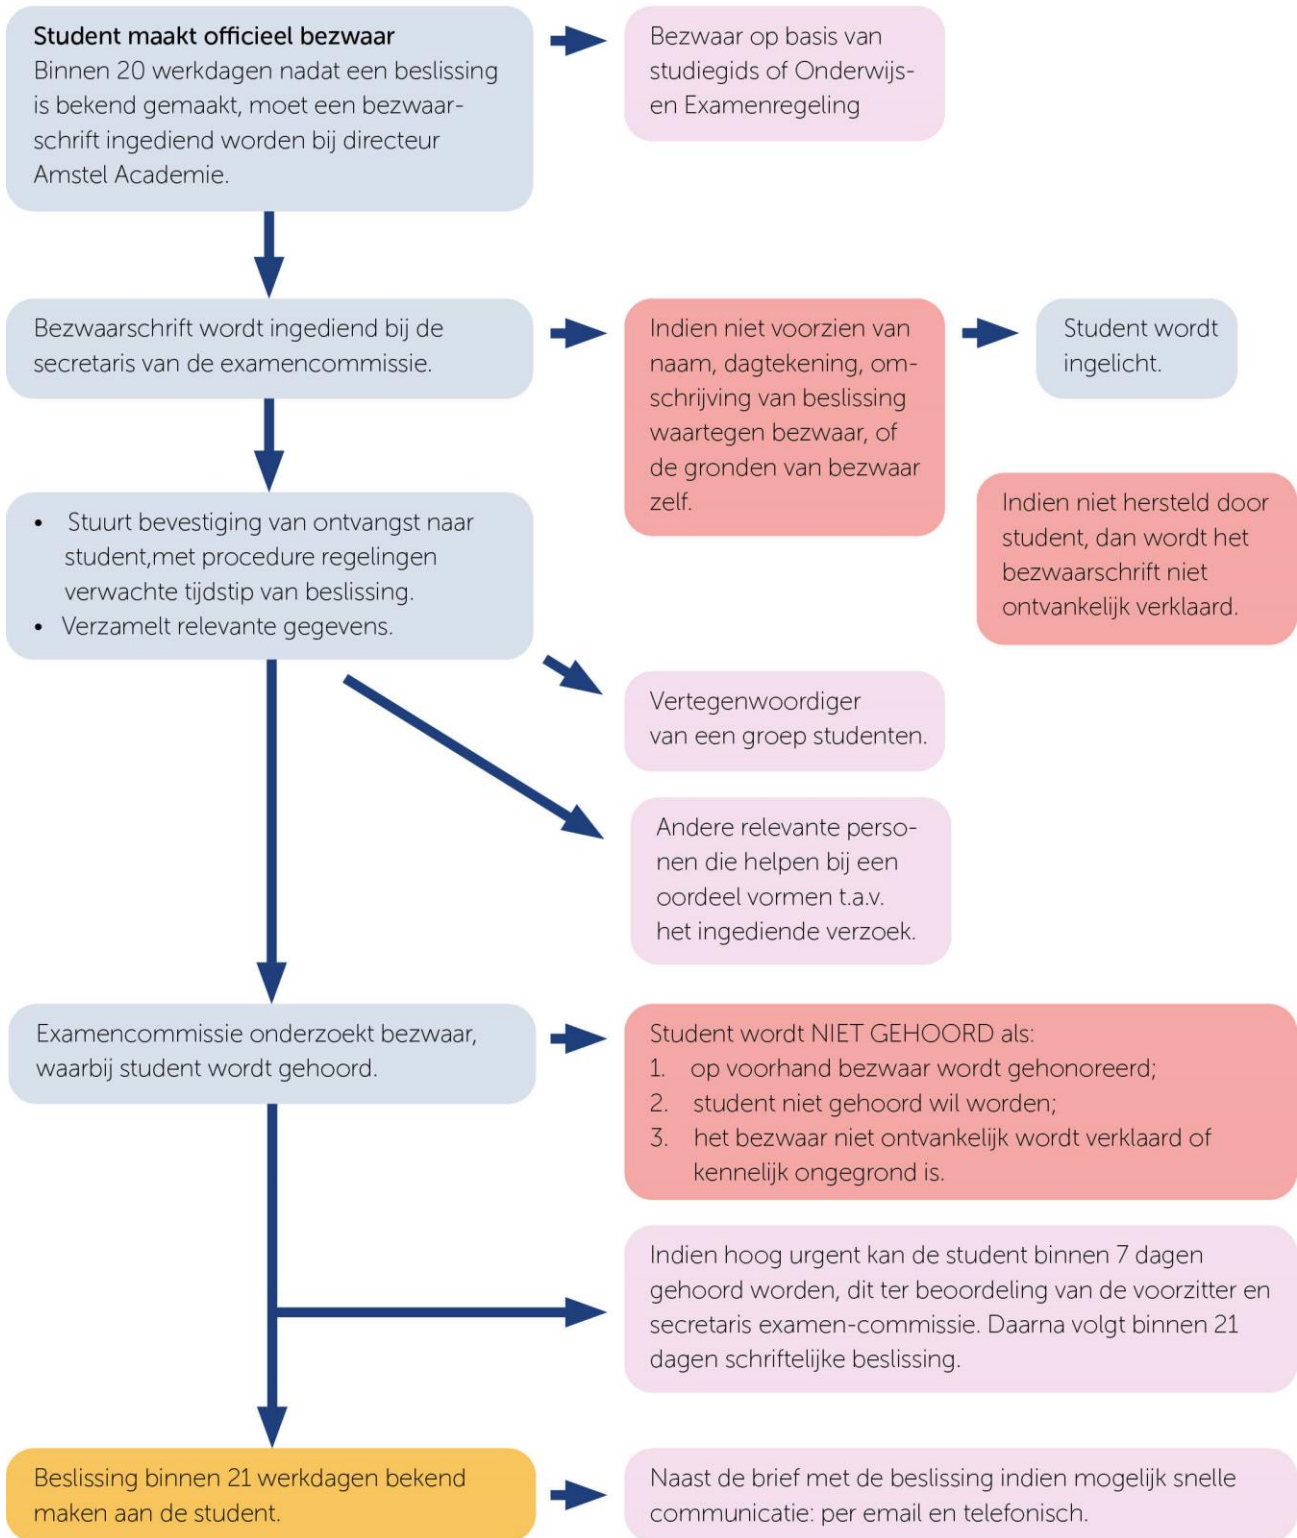 Student maakt officieel bezwaar
Binnen 20 werkdagen nadat een beslissing
is bekend gemaakt, moet een bezwaar-
schrift ingediend worden bij directeur
Amstel Academie.
Bezwaar op basis van
studiegids of Onderwijs-
en Examenregeling
Bezwaarschrift wordt ingediend bij de
secretaris van de examencommissie.
Indien niet voorzien van
naam, dagtekening, om-
schrijving van beslissing
waartegen bezwaar, of
de gronden van bezwaar
zelf.
Student wordt
ingelicht.
Indien niet hersteld door
student, dan wordt het
bezwaarschrift niet
ontvankelijk verklaard.
• Stuurt bevestiging van ontvangst naar
student,met procedure regelingen
verwachte tijdstip van beslissing.
• Verzamelt relevante gegevens.
Vertegenwoordiger
van een groep studenten.
Andere relevante perso-
nen die helpen bij een
oordeel vormen t.a.v.
het ingediende verzoek.
Examencommissie onderzoekt bezwaar,
waarbij student wordt gehoord.
Student wordt NIET GEHOORD als:
1. op voorhand bezwaar wordt gehonoreerd;
2. student niet gehoord wil worden;
3. het bezwaar niet ontvankelijk wordt verklaard of
kennelijk ongegrond is.
Indien hoog urgent kan de student binnen 7 dagen
gehoord worden, dit ter beoordeling van de voorzitter en
secretaris examen-commissie. Daarna volgt binnen 21
dagen schriftelijke beslissing.
Beslissing binnen 21 werkdagen bekend
maken aan de student.
Naast de brief met de beslissing indien mogelijk snelle
communicatie: per email en telefonisch.